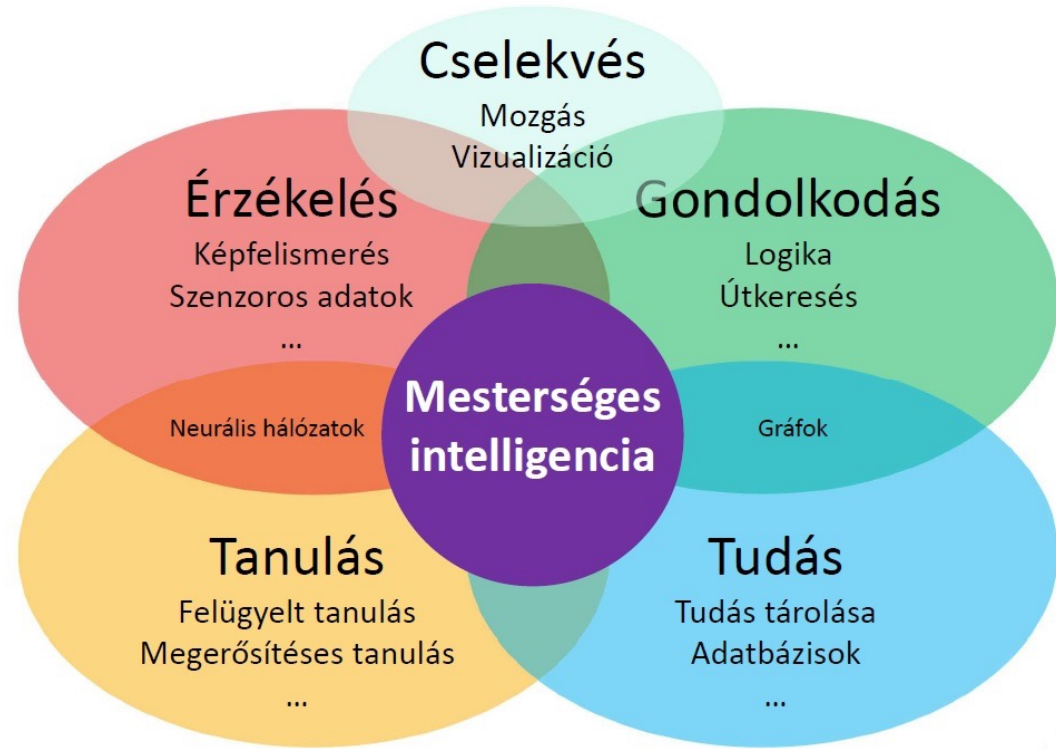 Cselekvés
Mozgás
Vizualizáció
Érzékelés
Képfelismerés
Szenzoros adatok
...
Gondolkodás
Logika
Útkeresés
...
Neurális hálózatok
Mesterséges
intelligencia
Gráfok
Tanulás
Felügyelt tanulás
Megerősítéses tanulás
...
Tudás
Tudás tárolása
Adatbázisok
...